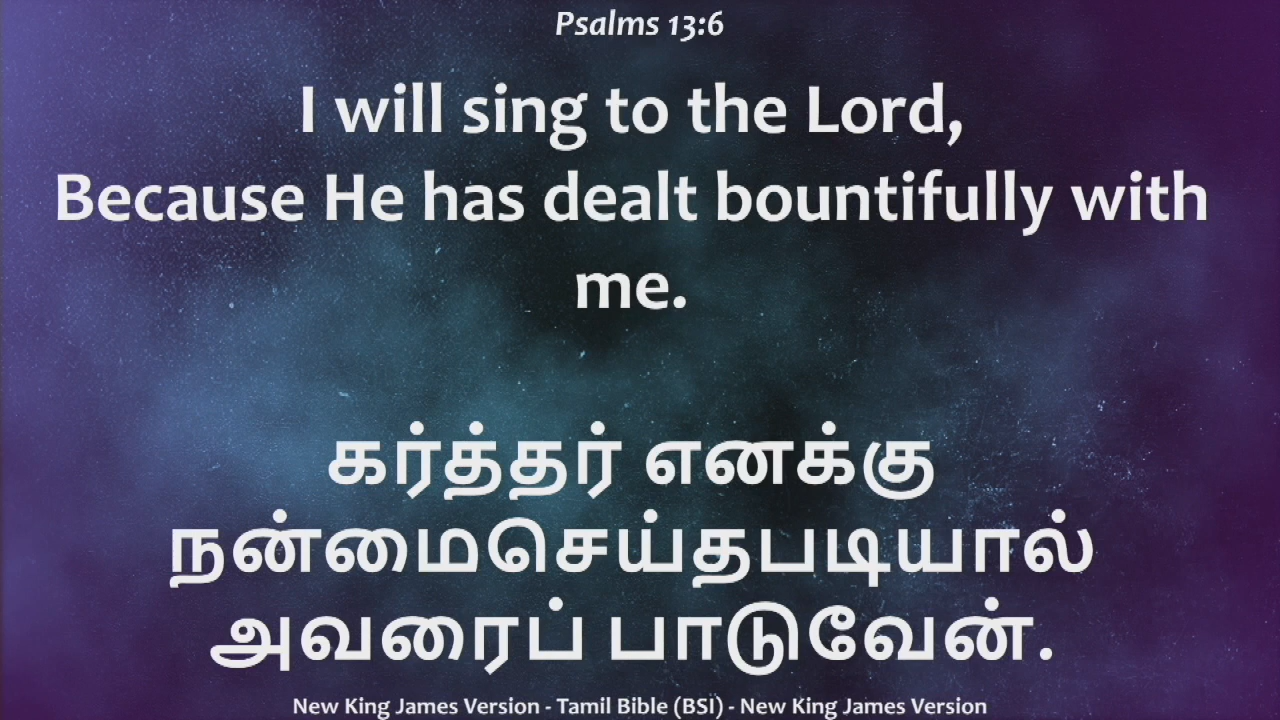 Psalms 13:6
I will sing to the Lord,
Because He has dealt bountifully with
me.
கர்த்தர் எனக்கு
நன்மைசெய்தபடியால்
அவரைப் பாடுவேன்.
New King James Version - Tamil Bible (BSI) - New King James Version